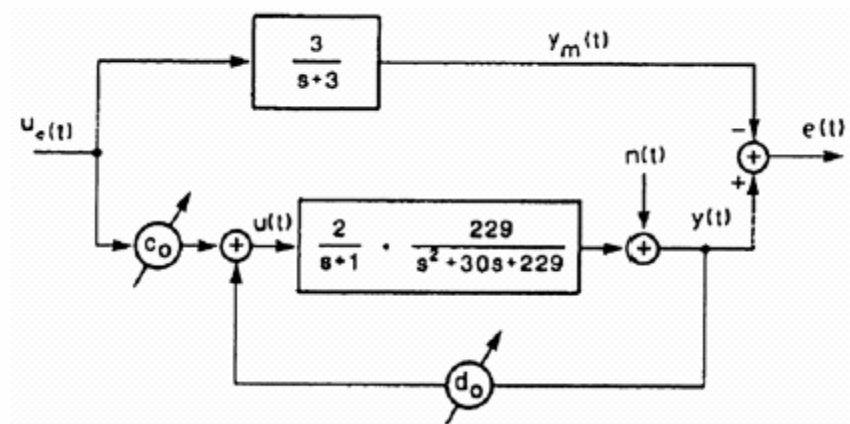 3
s+3
y_m(t)
u_c(t)
-
+
e(t)
n(t)
c_0
+
u(t)
2
s+1
·
229
s²+30s+229
+
y(t)
+
d_0